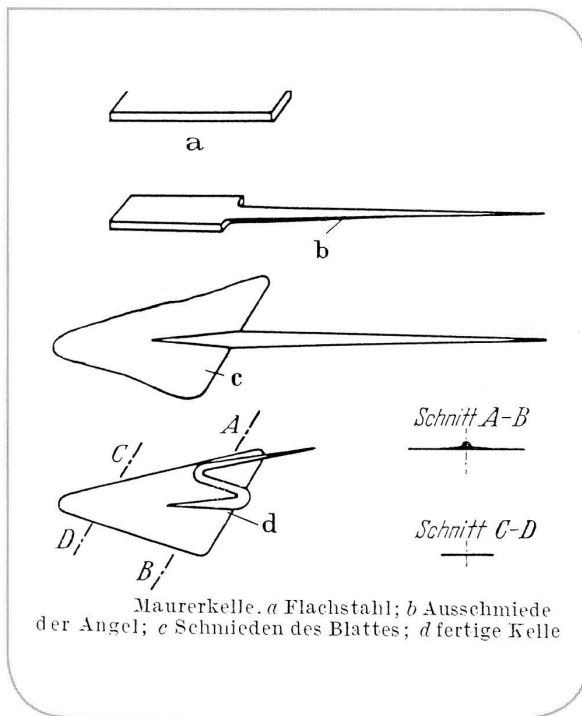 a
b
c
A
C
Schnitt A-B
d
D
B
Schnitt C-D
Maurerkelle. a Flachstahl; b Ausschmiede
der Angel; c Schmieden des Blattes; d fertige Kelle